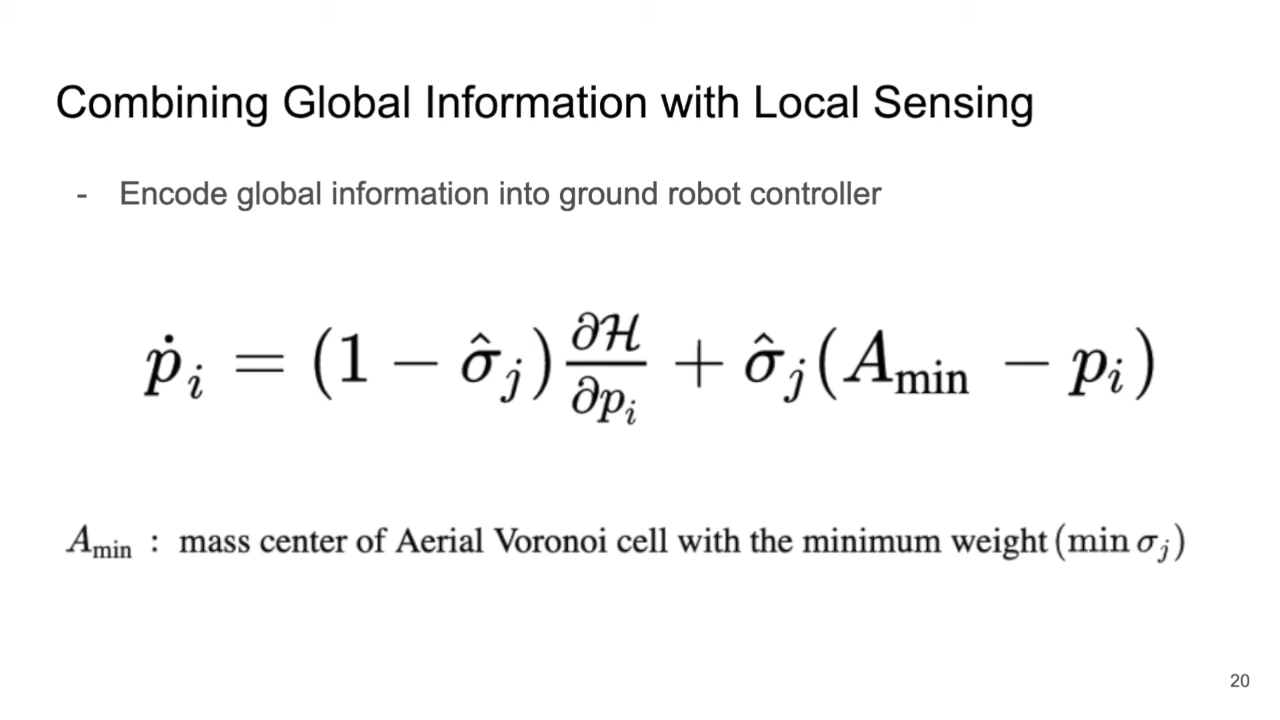 Combining Global Information with Local Sensing
- Encode global information into ground robot controller
ṗᵢ = (1 − σ̂ⱼ) ∂ℋ/∂pᵢ + σ̂ⱼ(A_min − pᵢ)
A_min : mass center of Aerial Voronoi cell with the minimum weight (min σⱼ)
20